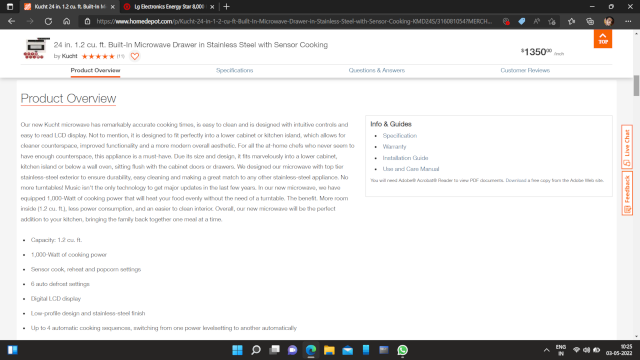 Kucht 24 in. 1.2 cu. ft. Built-In M
Lg Electronics Energy Star 8,000
https://www.homedepot.com/p/Kucht-24-in-1-2-cu-ft-Built-In-Microwave-Drawer-in-Stainless-Steel-with-Sensor-Cooking-KMD24S/316081054?MERCH...
24 in. 1.2 cu. ft. Built-In Microwave Drawer in Stainless Steel with Sensor Cooking
by Kucht ★★★★★ (11)
$135000 /each
TOP
Product Overview
Specifications
Questions & Answers
Customer Reviews
Product Overview
Our new Kucht microwave has remarkably accurate cooking times, is easy to clean and is designed with intuitive controls and
easy to read LCD display. Not to mention, it is designed to fit perfectly into a lower cabinet or kitchen island, which allows for
cleaner counterspace, improved functionality and a more modern overall aesthetic. For all the at-home chefs who never seem to
have enough counterspace, this appliance is a must-have. Due its size and design, it fits marvelously into a lower cabinet,
kitchen island or below a wall oven, sitting flush with the cabinet doors or drawers. We designed our microwave with top tier
stainless-steel exterior to ensure durability, easy cleaning and making a great match to any other stainless-steel appliance. No
more turntables! Music isn't the only technology to get major updates in the last few years. In our new microwave, we have
equipped 1,000-Watt of cooking power that will heat your food evenly without the need of a turntable. The benefit. More room
inside (1.2 cu. ft.), less power consumption, and an easier to clean interior. Overall, our new microwave will be the perfect
addition to your kitchen, bringing the family back together one meal at a time.
• Capacity: 1.2 cu. ft.
• 1,000-Watt of cooking power
• Sensor cook, reheat and popcorn settings
• 6 auto defrost settings
• Digital LCD display
• Low-profile design and stainless-steel finish
• Up to 4 automatic cooking sequences, switching from one power levelsetting to another automatically
Info & Guides
• Specification
• Warranty
• Installation Guide
• Use and Care Manual
You will need Adobe® Acrobat® Reader to view PDF documents. Download a free copy from the Adobe Web site.
Live Chat
Feedback
ENG
IN
10:25
03-05-2022